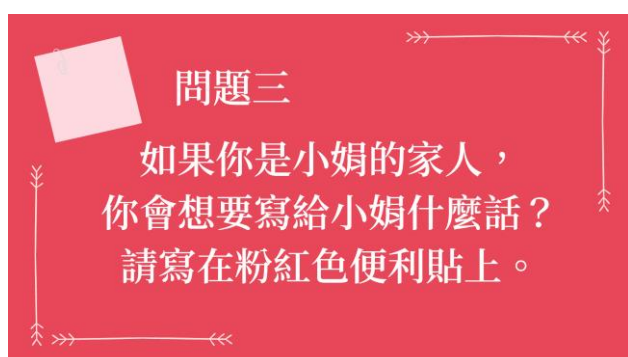 問題三
如果你是小娟的家人，
你會想要寫給小娟什麼話？
請寫在粉紅色便利貼上。